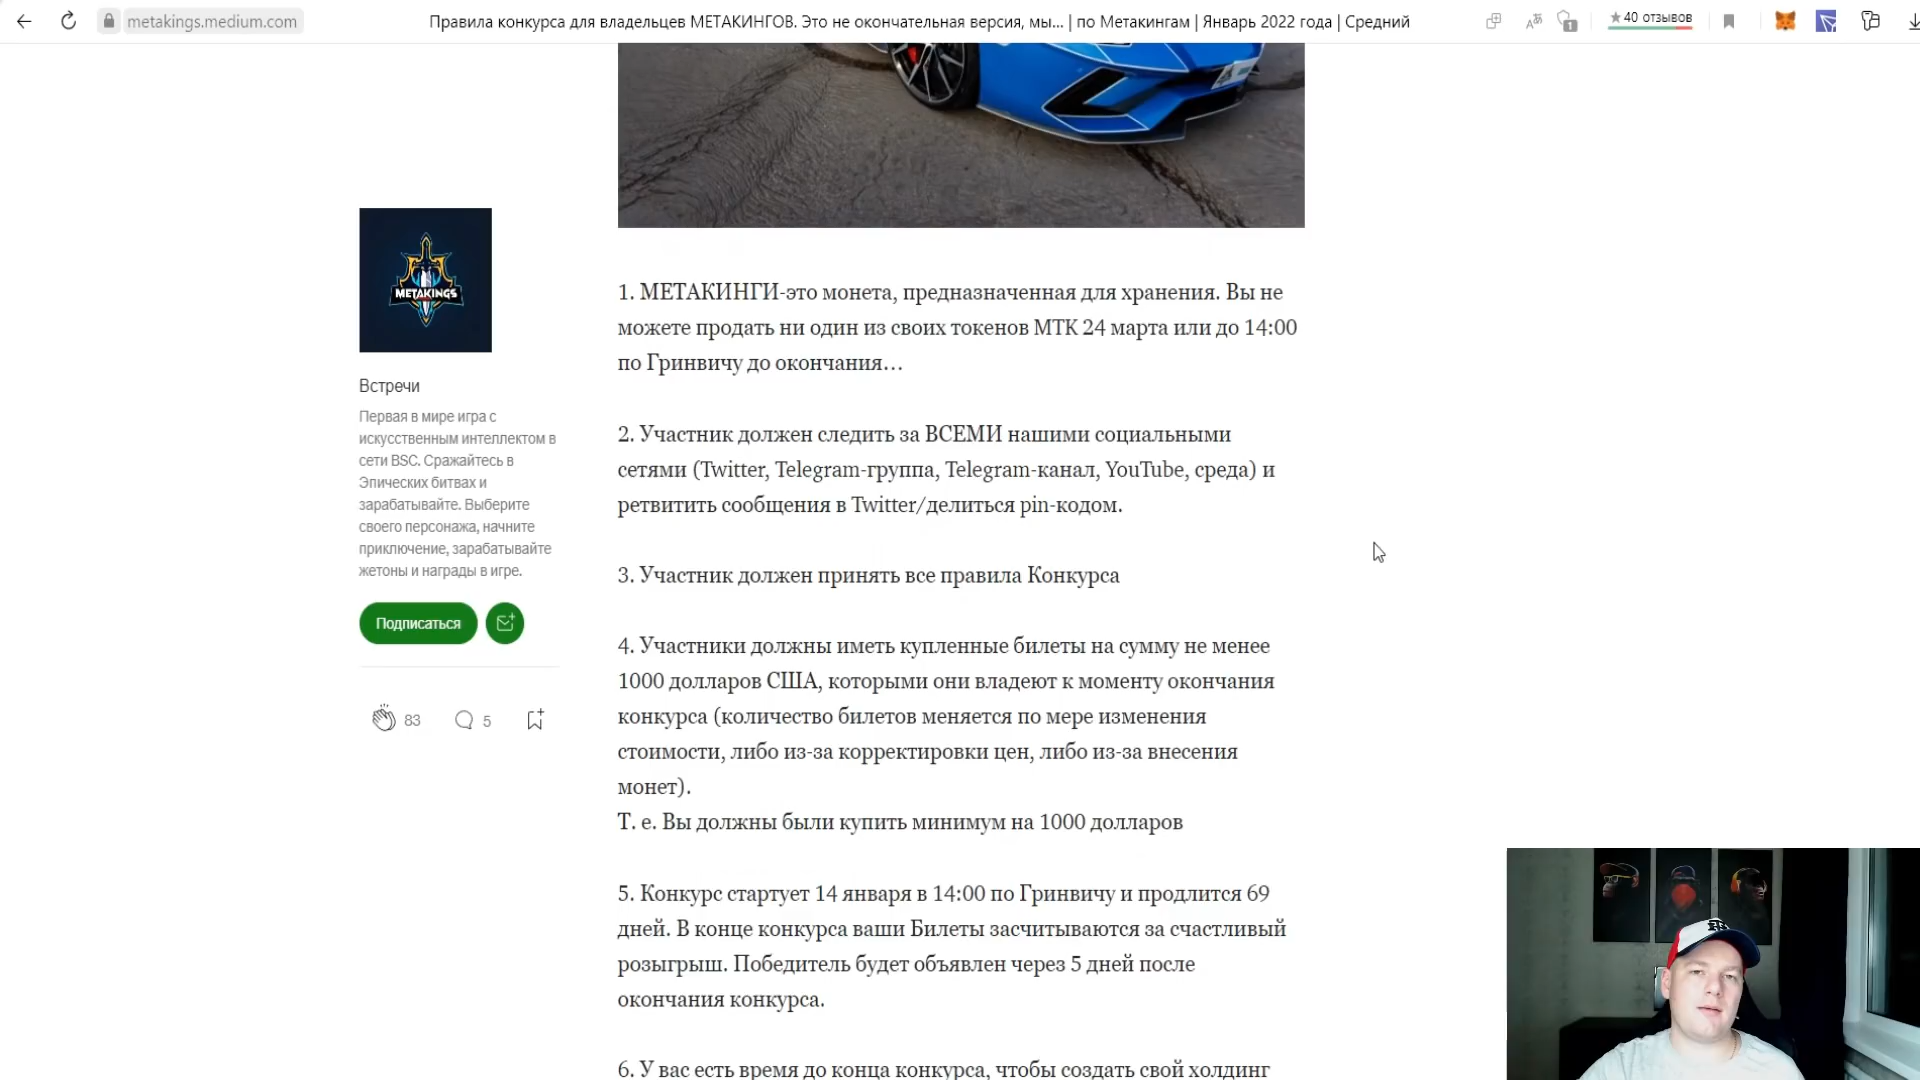 metakings.medium.com
Правила конкурса для владельцев МЕТАКИНГОВ. Это не окончательная версия, мы... | по Метакингам | Январь 2022 года | Средний
40 отзывов
1
METAKINGS
Встречи
Первая в мире игра с
искусственным интеллектом в
сети BSC. Сражайтесь в
Эпических битвах и
зарабатывайте. Выберите
своего персонажа, начните
приключение, зарабатывайте
жетоны и награды в игре.
Подписаться
83
5
1. МЕТАКИНГИ-это монета, предназначенная для хранения. Вы не
можете продать ни один из своих токенов МТК 24 марта или до 14:00
по Гринвичу до окончания…
2. Участник должен следить за ВСЕМИ нашими социальными
сетями (Twitter, Telegram-группа, Telegram-канал, YouTube, среда) и
ретвитить сообщения в Twitter/делиться pin-кодом.
3. Участник должен принять все правила Конкурса
4. Участники должны иметь купленные билеты на сумму не менее
1000 долларов США, которыми они владеют к моменту окончания
конкурса (количество билетов меняется по мере изменения
стоимости, либо из-за корректировки цен, либо из-за внесения
монет).
Т. е. Вы должны были купить минимум на 1000 долларов
5. Конкурс стартует 14 января в 14:00 по Гринвичу и продлится 69
дней. В конце конкурса ваши Билеты засчитываются за счастливый
розыгрыш. Победитель будет объявлен через 5 дней после
окончания конкурса.
6. У вас есть время до конца конкурса, чтобы создать свой холдинг